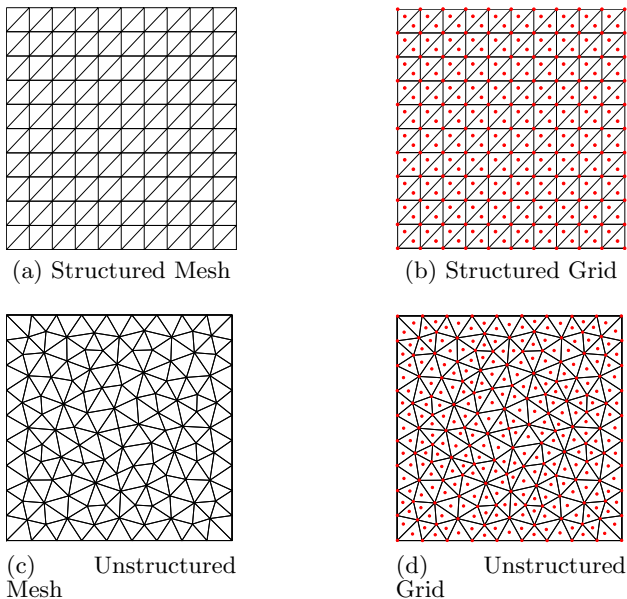 (a) Structured Mesh
(b) Structured Grid
(c) Unstructured
Mesh
(d) Unstructured
Grid